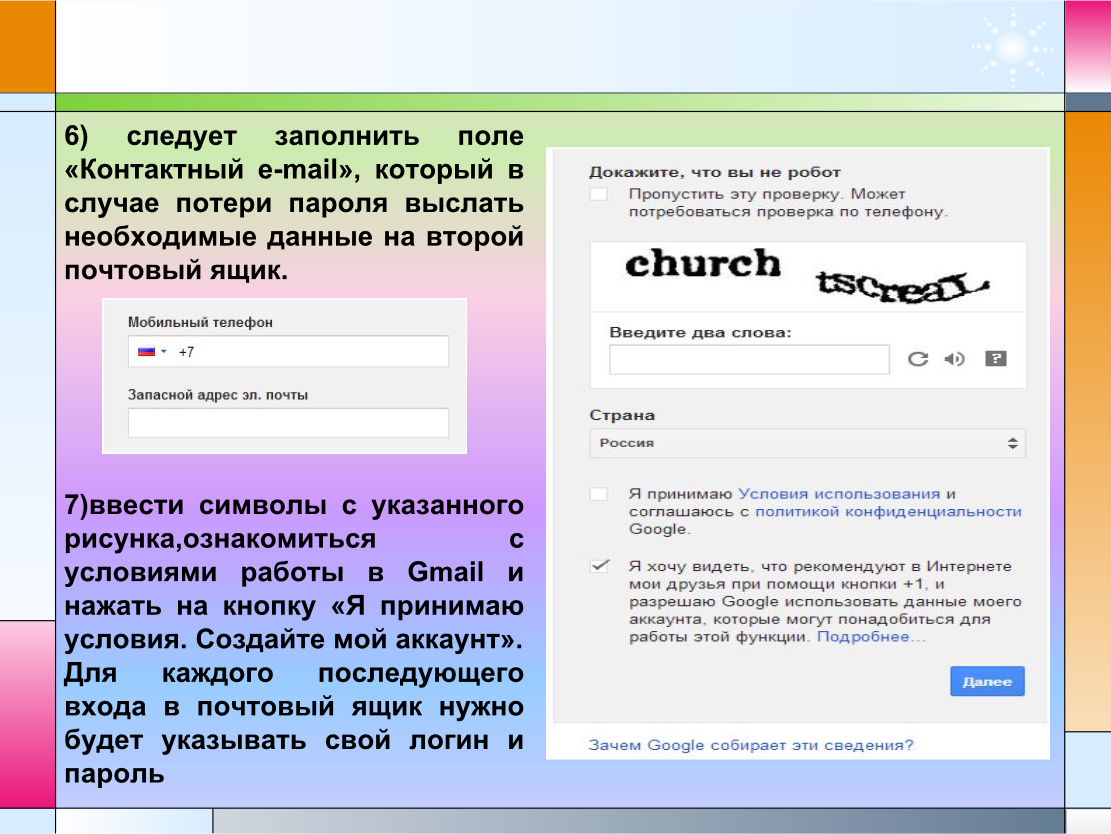 6) следует заполнить поле
«Контактный e-mail», который в
случае потери пароля выслать
необходимые данные на второй
почтовый ящик.
Мобильный телефон
+7
Запасной адрес эл. почты
7)ввести символы с указанного
рисунка,ознакомиться с
условиями работы в Gmail и
нажать на кнопку «Я принимаю
условия. Создайте мой аккаунт».
Для каждого последующего
входа в почтовый ящик нужно
будет указывать свой логин и
пароль
Докажите, что вы не робот
Пропустить эту проверку. Может
потребоваться проверка по телефону.
church tscreaL
Введите два слова:
?
Страна
Россия
Я принимаю Условия использования и
соглашаюсь с политикой конфиденциальности
Google.
Я хочу видеть, что рекомендуют в Интернете
мои друзья при помощи кнопки +1, и
разрешаю Google использовать данные моего
аккаунта, которые могут понадобиться для
работы этой функции. Подробнее...
Далее
Зачем Google собирает эти сведения?